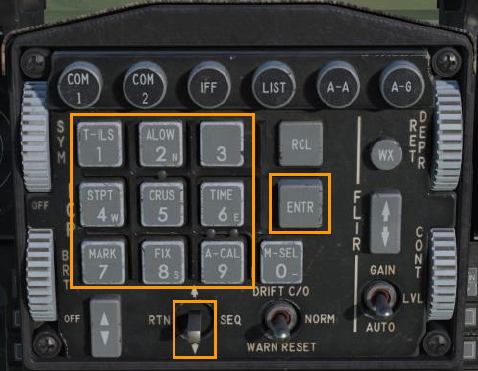 COM
1
COM
2
IFF
LIST
A-A
A-G
SYM
RET
DEPR
T-ILS
1
ALOW
2 N
3
RCL
WX
OFF
STPT
4 W
CRUS
5
TIME
6 E
ENTR
FLIR
BRT
CONT
MARK
7
FIX
8 S
A-CAL
9
M-SEL
0 -
GAIN
DRIFT C/O
LVL
OFF
RTN
SEQ
NORM
AUTO
WARN RESET